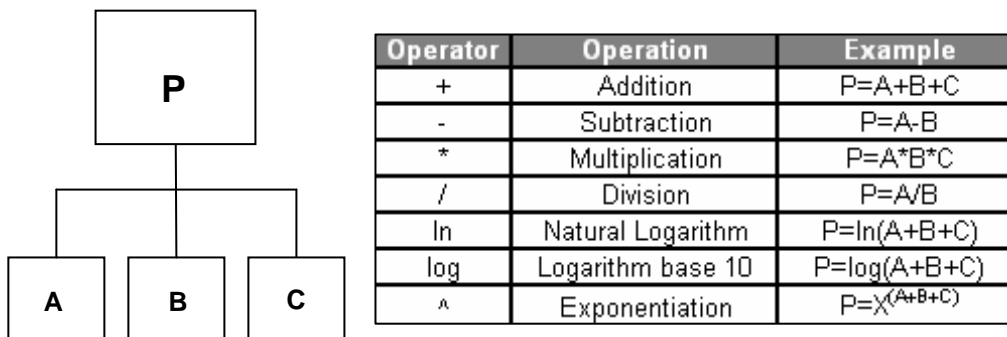 P
A B C
Operator Operation Example
+ Addition P=A+B+C
- Subtraction P=A-B
* Multiplication P=A*B*C
/ Division P=A/B
ln Natural Logarithm P=ln(A+B+C)
log Logarithm base 10 P=log(A+B+C)
^ Exponentiation P=X^(A+B+C)